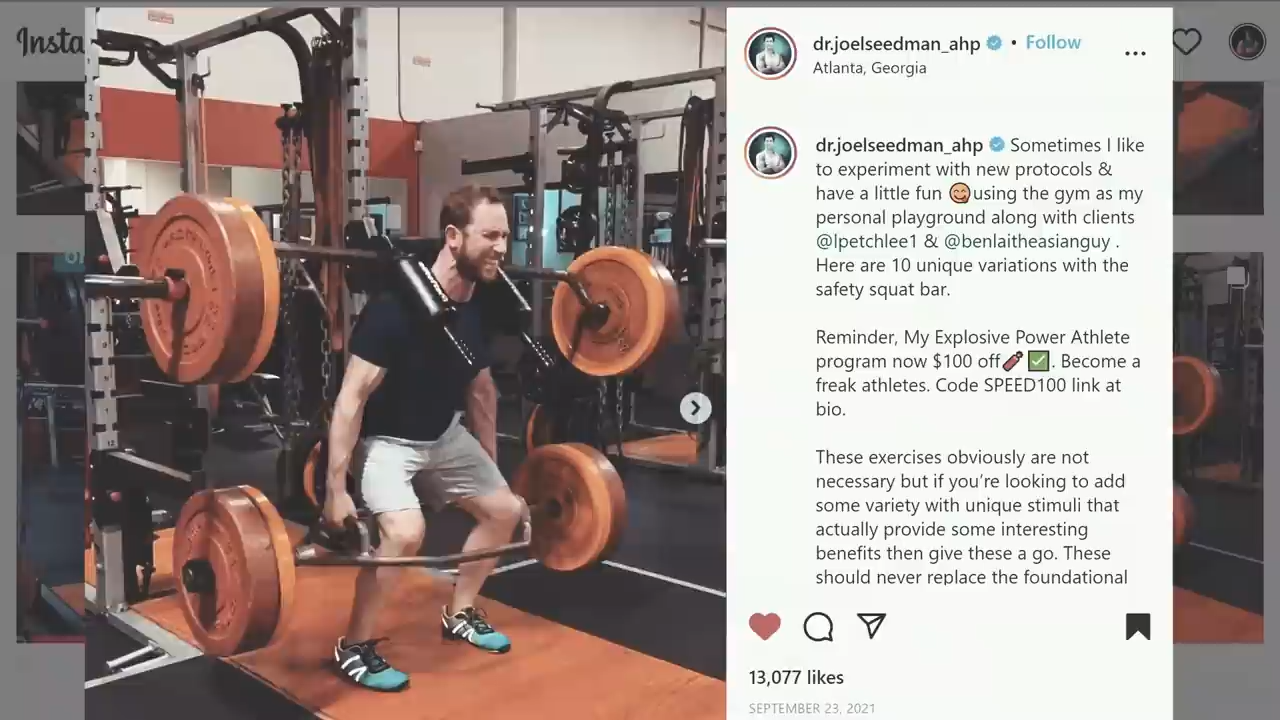 Insta
dr.joelseedman_ahp • Follow
Atlanta, Georgia
dr.joelseedman_ahp Sometimes I like
to experiment with new protocols &
have a little fun 😋using the gym as my
personal playground along with clients
@lpetchlee1 & @benlaitheasianguy .
Here are 10 unique variations with the
safety squat bar.
Reminder, My Explosive Power Athlete
program now $100 off🧨✅. Become a
freak athletes. Code SPEED100 link at
bio.
These exercises obviously are not
necessary but if you’re looking to add
some variety with unique stimuli that
actually provide some interesting
benefits then give these a go. These
should never replace the foundational
13,077 likes
SEPTEMBER 23, 2021